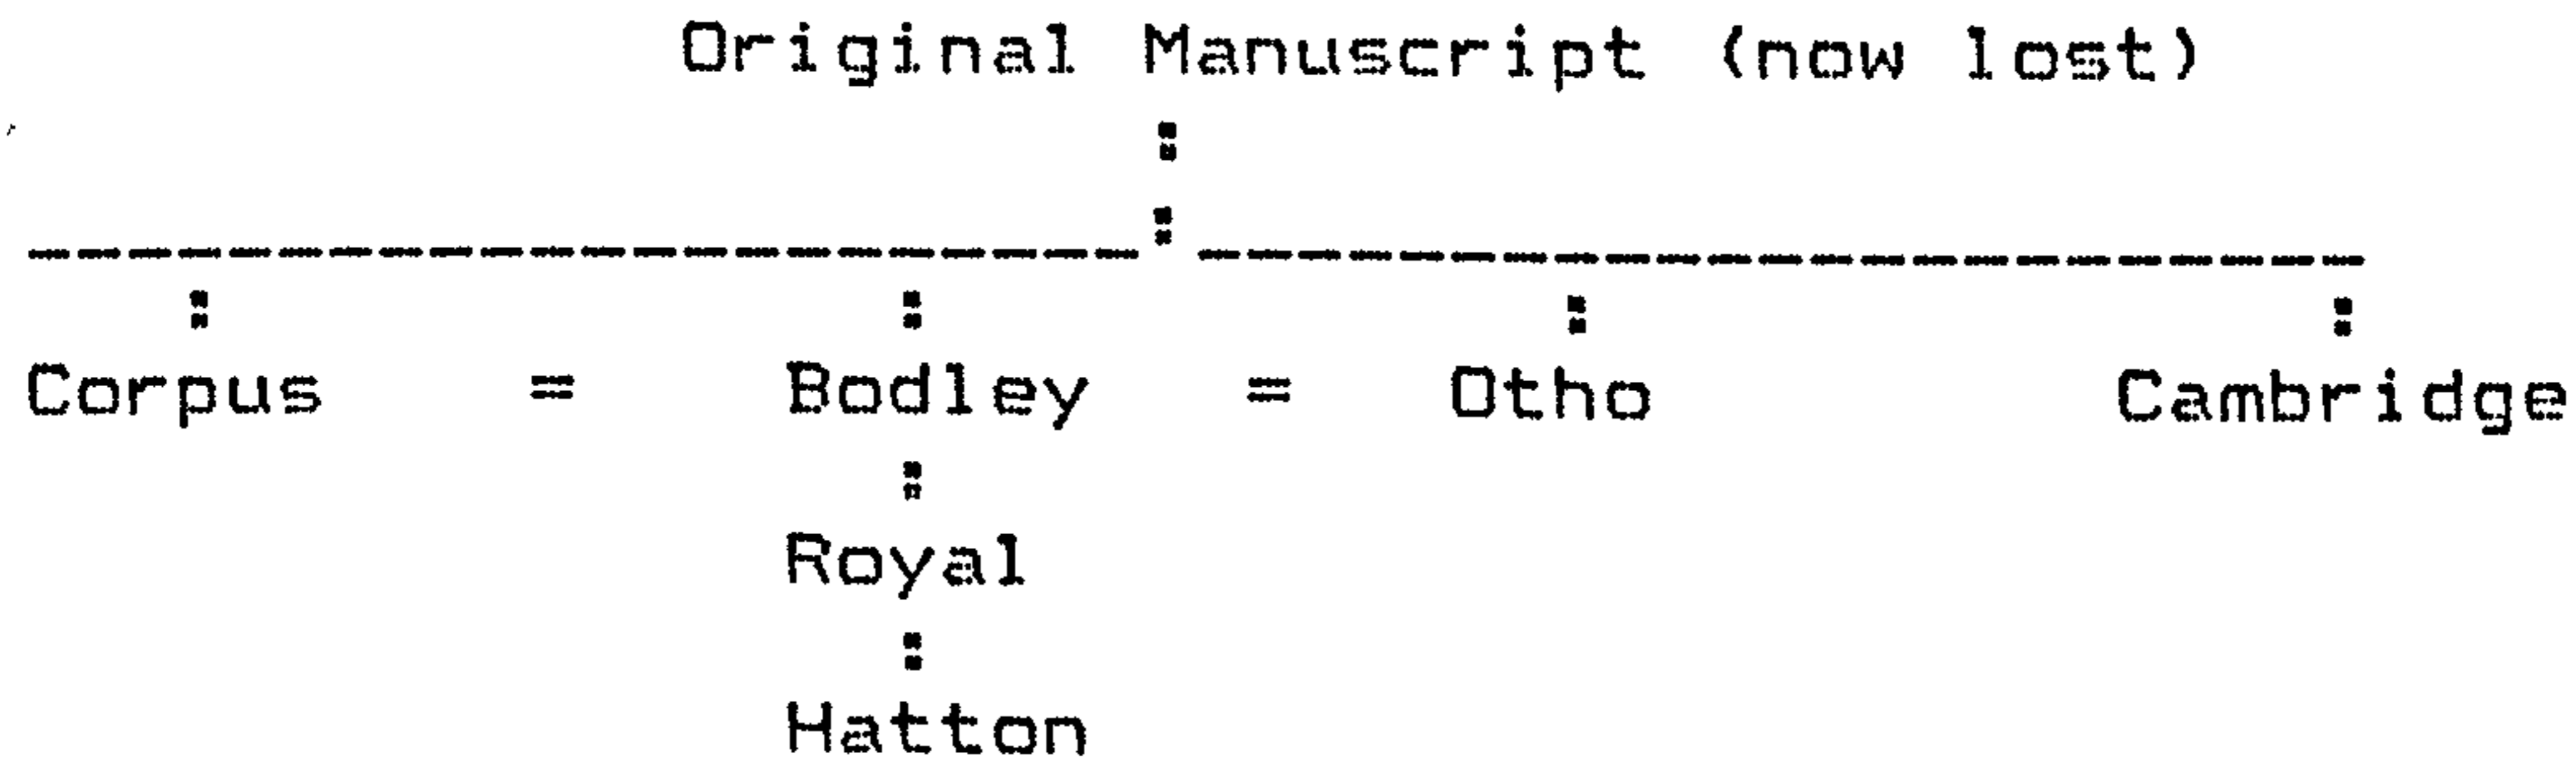 Original Manuscript (now lost)
:
:
---------------------- -----------------------
: : : :
Corpus = Bodley = Otho Cambridge
:
Royal
:
Hatton